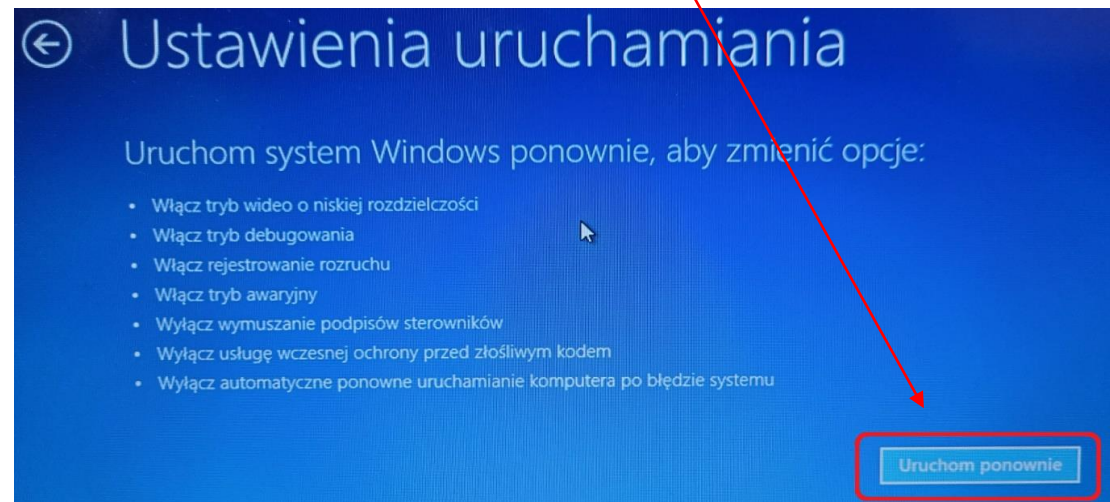 Ustawienia uruchamiania
Uruchom system Windows ponownie, aby zmienić opcje:
• Włącz tryb wideo o niskiej rozdzielczości
• Włącz tryb debugowania
• Włącz rejestrowanie rozruchu
• Włącz tryb awaryjny
• Wyłącz wymuszanie podpisów sterowników
• Wyłącz usługę wczesnej ochrony przed złośliwym kodem
• Wyłącz automatyczne ponowne uruchamianie komputera po błędzie systemu
Uruchom ponownie